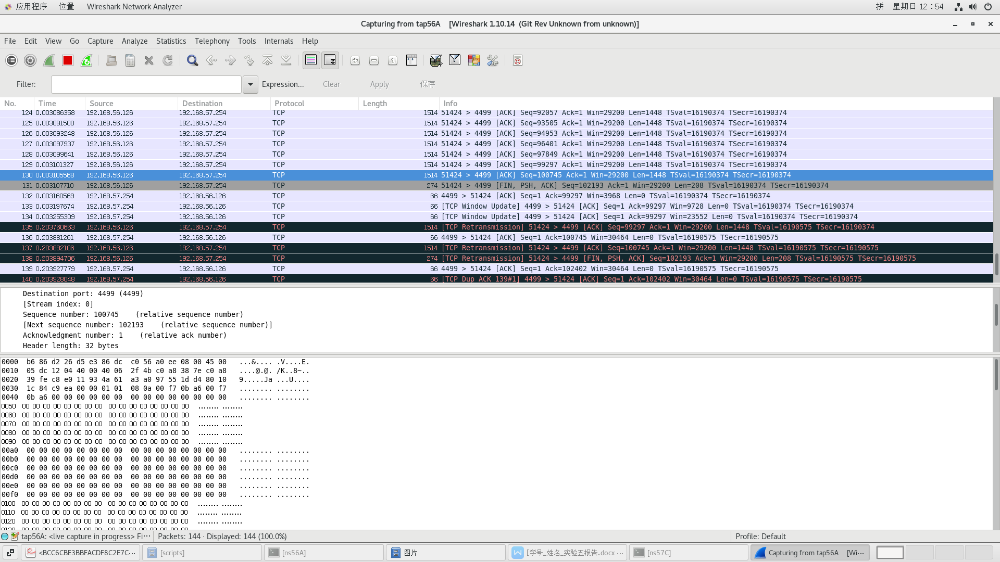 应用程序 位置 Wireshark Network Analyzer 拼 星期日 12：54
Capturing from tap56A [Wireshark 1.10.14 (Git Rev Unknown from unknown)]
File Edit View Go Capture Analyze Statistics Telephony Tools Internals Help
Filter: Expression... Clear Apply 保存
No. Time Source Destination Protocol Length Info
124 0.003086358 192.168.56.126 192.168.57.254 TCP 1514 51424 > 4499 [ACK] Seq=92057 Ack=1 Win=29200 Len=1448 TSval=16190374 TSecr=16190374
125 0.003091500 192.168.56.126 192.168.57.254 TCP 1514 51424 > 4499 [ACK] Seq=93505 Ack=1 Win=29200 Len=1448 TSval=16190374 TSecr=16190374
126 0.003093248 192.168.56.126 192.168.57.254 TCP 1514 51424 > 4499 [ACK] Seq=94953 Ack=1 Win=29200 Len=1448 TSval=16190374 TSecr=16190374
127 0.003097937 192.168.56.126 192.168.57.254 TCP 1514 51424 > 4499 [ACK] Seq=96401 Ack=1 Win=29200 Len=1448 TSval=16190374 TSecr=16190374
128 0.003099641 192.168.56.126 192.168.57.254 TCP 1514 51424 > 4499 [ACK] Seq=97849 Ack=1 Win=29200 Len=1448 TSval=16190374 TSecr=16190374
129 0.003101327 192.168.56.126 192.168.57.254 TCP 1514 51424 > 4499 [ACK] Seq=99297 Ack=1 Win=29200 Len=1448 TSval=16190374 TSecr=16190374
130 0.003105568 192.168.56.126 192.168.57.254 TCP 1514 51424 > 4499 [ACK] Seq=100745 Ack=1 Win=29200 Len=1448 TSval=16190374 TSecr=16190374
131 0.003107710 192.168.56.126 192.168.57.254 TCP 274 51424 > 4499 [FIN, PSH, ACK] Seq=102193 Ack=1 Win=29200 Len=208 TSval=16190374 TSecr=16190374
132 0.003160569 192.168.57.254 192.168.56.126 TCP 66 4499 > 51424 [ACK] Seq=1 Ack=99297 Win=3968 Len=0 TSval=16190374 TSecr=16190374
133 0.003197674 192.168.57.254 192.168.56.126 TCP 66 [TCP Window Update] 4499 > 51424 [ACK] Seq=1 Ack=99297 Win=9728 Len=0 TSval=16190374 TSecr=16190374
134 0.003255309 192.168.57.254 192.168.56.126 TCP 66 [TCP Window Update] 4499 > 51424 [ACK] Seq=1 Ack=99297 Win=23552 Len=0 TSval=16190374 TSecr=16190374
135 0.203760663 192.168.56.126 192.168.57.254 TCP 1514 [TCP Retransmission] 51424 > 4499 [ACK] Seq=99297 Ack=1 Win=29200 Len=1448 TSval=16190575 TSecr=16190374
136 0.203881261 192.168.57.254 192.168.56.126 TCP 66 4499 > 51424 [ACK] Seq=1 Ack=100745 Win=30464 Len=0 TSval=16190575 TSecr=16190575
137 0.203892106 192.168.56.126 192.168.57.254 TCP 1514 [TCP Retransmission] 51424 > 4499 [ACK] Seq=100745 Ack=1 Win=29200 Len=1448 TSval=16190575 TSecr=16190575
138 0.203894706 192.168.56.126 192.168.57.254 TCP 274 [TCP Retransmission] 51424 > 4499 [FIN, PSH, ACK] Seq=102193 Ack=1 Win=29200 Len=208 TSval=16190575 TSecr=16190575
139 0.203927779 192.168.57.254 192.168.56.126 TCP 66 4499 > 51424 [ACK] Seq=1 Ack=102402 Win=30464 Len=0 TSval=16190575 TSecr=16190575
140 0.203928048 192.168.57.254 192.168.56.126 TCP 66 [TCP Dup ACK 139#1] 4499 > 51424 [ACK] Seq=1 Ack=102402 Win=30464 Len=0 TSval=16190575 TSecr=16190575
Destination port: 4499 (4499)
[Stream index: 0]
Sequence number: 100745 (relative sequence number)
[Next sequence number: 102193 (relative sequence number)]
Acknowledgment number: 1 (relative ack number)
Header length: 32 bytes
0000 b6 86 d2 26 d5 e3 86 dc c0 56 a0 ee 08 00 45 00 ...&.... .V....E.
0010 05 dc 12 04 40 00 40 06 2f 4b c0 a8 38 7e c0 a8 ....@.@. /K..8~..
0020 39 fe c8 e0 11 93 4a 61 a3 a0 97 55 1d d4 80 10 9.....Ja ...U....
0030 1c 84 c9 ea 00 00 01 01 08 0a 00 f7 0b a6 00 f7 ........ ........
0040 0b a6 00 00 00 00 00 00 00 00 00 00 00 00 00 00 ........ ........
0050 00 00 00 00 00 00 00 00 00 00 00 00 00 00 00 00 ........ ........
0060 00 00 00 00 00 00 00 00 00 00 00 00 00 00 00 00 ........ ........
0070 00 00 00 00 00 00 00 00 00 00 00 00 00 00 00 00 ........ ........
0080 00 00 00 00 00 00 00 00 00 00 00 00 00 00 00 00 ........ ........
0090 00 00 00 00 00 00 00 00 00 00 00 00 00 00 00 00 ........ ........
00a0 00 00 00 00 00 00 00 00 00 00 00 00 00 00 00 00 ........ ........
00b0 00 00 00 00 00 00 00 00 00 00 00 00 00 00 00 00 ........ ........
00c0 00 00 00 00 00 00 00 00 00 00 00 00 00 00 00 00 ........ ........
00d0 00 00 00 00 00 00 00 00 00 00 00 00 00 00 00 00 ........ ........
00e0 00 00 00 00 00 00 00 00 00 00 00 00 00 00 00 00 ........ ........
00f0 00 00 00 00 00 00 00 00 00 00 00 00 00 00 00 00 ........ ........
0100 00 00 00 00 00 00 00 00 00 00 00 00 00 00 00 00 ........ ........
0110 00 00 00 00 00 00 00 00 00 00 00 00 00 00 00 00 ........ ........
0120 00 00 00 00 00 00 00 00 00 00 00 00 00 00 00 00 ........ ........
tap56A: <live capture in progress> Fi··· Packets: 144 · Displayed: 144 (100.0%) Profile: Default
<BCC6CBE3BBFACDF8C2E7C··· [scripts] [ns56A] 图片 [学号_姓名_实验五报告.docx ··· [ns57C] Capturing from tap56A [Wi···